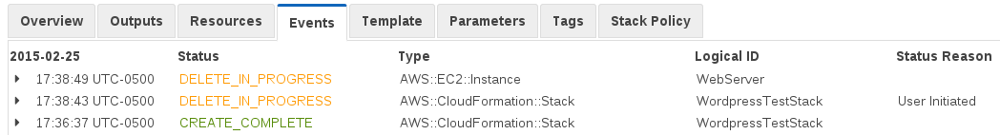 Overview Outputs Resources Events Template Parameters Tags Stack Policy
2015-02-25 Status Type Logical ID Status Reason
17:38:49 UTC-0500 DELETE_IN_PROGRESS AWS::EC2::Instance WebServer
17:38:43 UTC-0500 DELETE_IN_PROGRESS AWS::CloudFormation::Stack WordpressTestStack User Initiated
17:36:37 UTC-0500 CREATE_COMPLETE AWS::CloudFormation::Stack WordpressTestStack